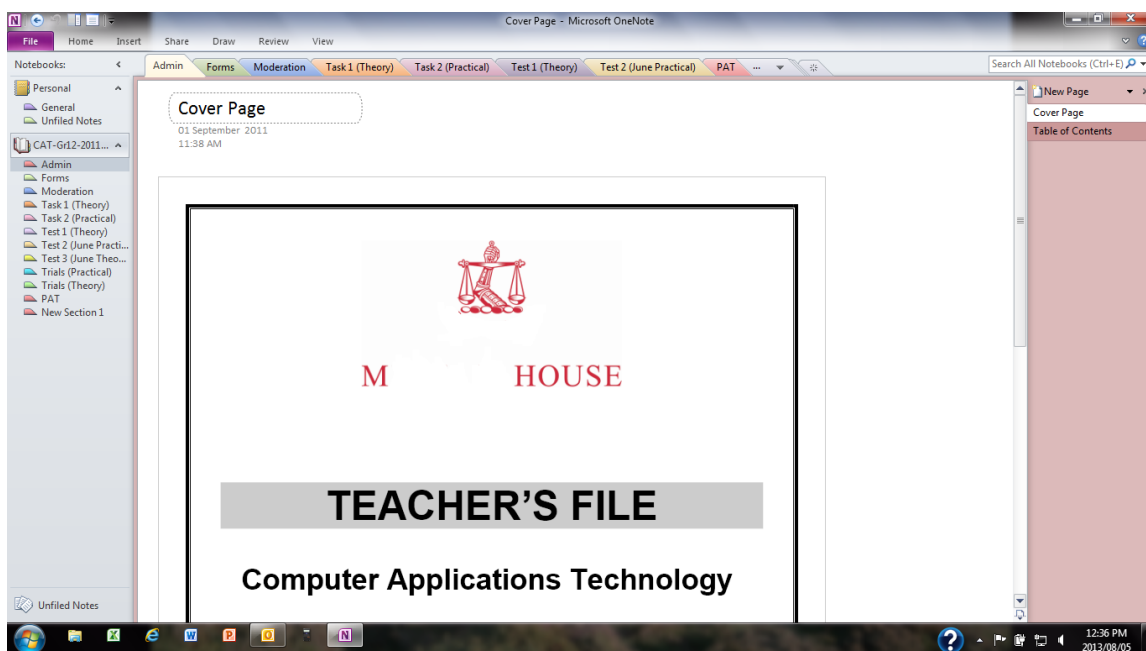 Cover Page - Microsoft OneNote
File Home Insert Share Draw Review View
Notebooks:
Personal
General
Unfiled Notes
CAT-Gr12-2011...
Admin
Forms
Moderation
Task 1 (Theory)
Task 2 (Practical)
Test 1 (Theory)
Test 2 (June Practi...
Test 3 (June Theo...
Trials (Practical)
Trials (Theory)
PAT
New Section 1
Unfiled Notes
Admin Forms Moderation Task 1 (Theory) Task 2 (Practical) Test 1 (Theory) Test 2 (June Practical) PAT ...
Search All Notebooks (Ctrl+E)
Cover Page
01 September 2011
11:38 AM
M HOUSE
TEACHER'S FILE
Computer Applications Technology
New Page
Cover Page
Table of Contents
12:36 PM
2013/08/05